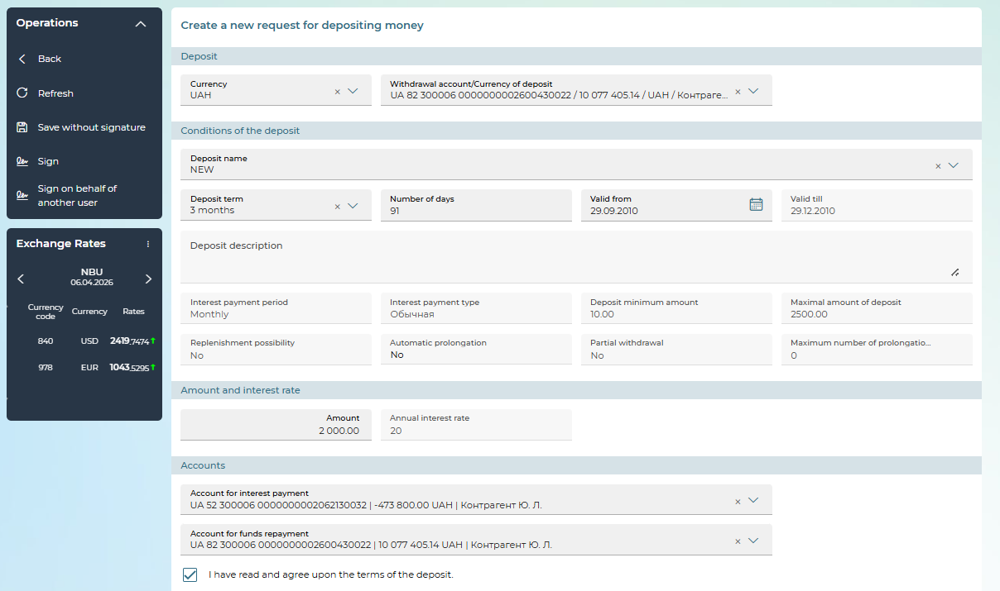 Operations
Back
Refresh
Save without signature
Sign
Sign on behalf of
another user
Exchange Rates
NBU
06.04.2026
Currency code Currency Rates
840 USD 2419.7474
978 EUR 1043.5295
Create a new request for depositing money
Deposit
Currency
UAH
Withdrawal account/Currency of deposit
UA 82 300006 0000000002600430022 / 10 077 405.14 / UAH / Контраге...
Conditions of the deposit
Deposit name
NEW
Deposit term
3 months
Number of days
91
Valid from
29.09.2010
Valid till
29.12.2010
Deposit description
Interest payment period
Monthly
Interest payment type
Обычная
Deposit minimum amount
10.00
Maximal amount of deposit
2500.00
Replenishment possibility
No
Automatic prolongation
No
Partial withdrawal
No
Maximum number of prolongatio...
0
Amount and interest rate
Amount
2 000.00
Annual interest rate
20
Accounts
Account for interest payment
UA 52 300006 0000000002062130032 | -473 800.00 UAH | Контрагент Ю. Л.
Account for funds repayment
UA 82 300006 0000000002600430022 | 10 077 405.14 UAH | Контрагент Ю. Л.
I have read and agree upon the terms of the deposit.